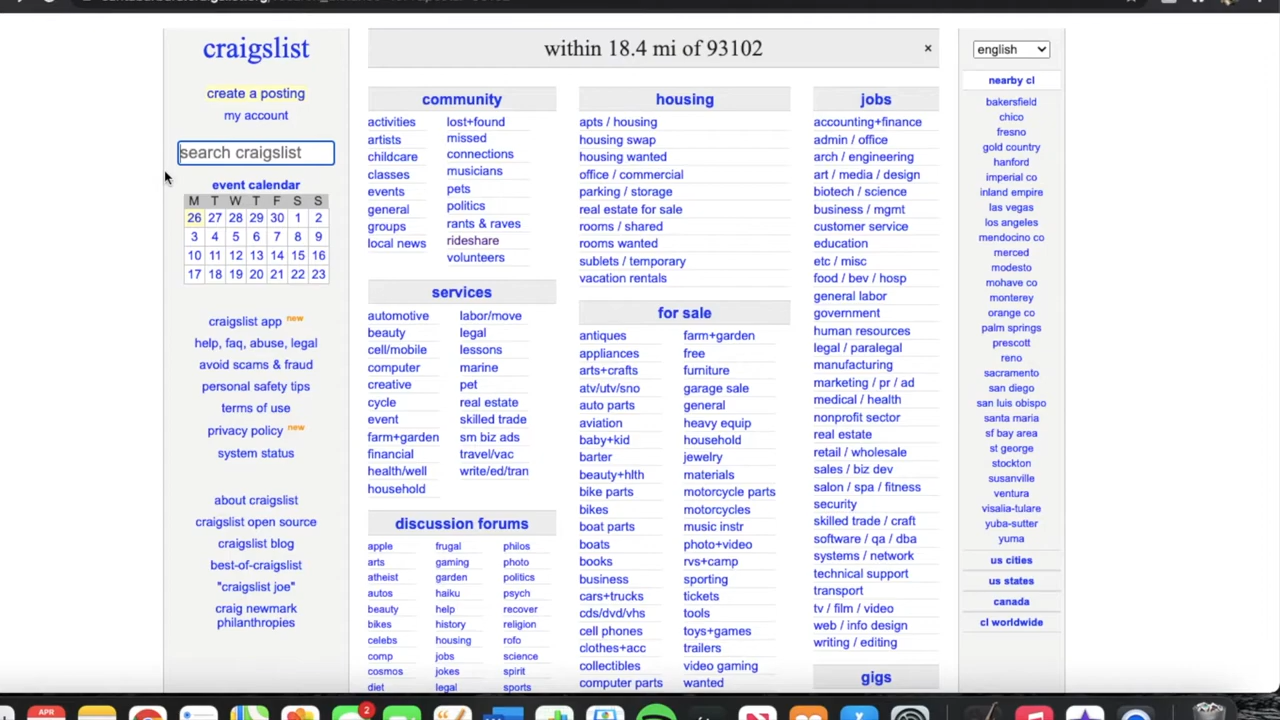 craigslist
create a posting
my account
search craigslist
event calendar
M T W T F S S
26 27 28 29 30 1 2
3 4 5 6 7 8 9
10 11 12 13 14 15 16
17 18 19 20 21 22 23
craigslist app new
help, faq, abuse, legal
avoid scams & fraud
personal safety tips
terms of use
privacy policy new
system status
about craigslist
craigslist open source
craigslist blog
best-of-craigslist
"craigslist joe"
craig newmark
philanthropies
within 18.4 mi of 93102
×
community
activities
artists
childcare
classes
events
general
groups
local news
lost+found
missed
connections
musicians
pets
politics
rants & raves
rideshare
volunteers
services
automotive
beauty
cell/mobile
computer
creative
cycle
event
farm+garden
financial
health/well
household
labor/move
legal
lessons
marine
pet
real estate
skilled trade
sm biz ads
travel/vac
write/ed/tran
discussion forums
apple
arts
atheist
autos
beauty
bikes
celebs
comp
cosmos
diet
frugal
gaming
garden
haiku
help
history
housing
jobs
jokes
legal
philos
photo
politics
psych
recover
religion
rofo
science
spirit
sports
housing
apts / housing
housing swap
housing wanted
office / commercial
parking / storage
real estate for sale
rooms / shared
rooms wanted
sublets / temporary
vacation rentals
for sale
antiques
appliances
arts+crafts
atv/utv/sno
auto parts
aviation
baby+kid
barter
beauty+hlth
bike parts
bikes
boat parts
boats
books
business
cars+trucks
cds/dvd/vhs
cell phones
clothes+acc
collectibles
computer parts
farm+garden
free
furniture
garage sale
general
heavy equip
household
jewelry
materials
motorcycle parts
motorcycles
music instr
photo+video
rvs+camp
sporting
tickets
tools
toys+games
trailers
video gaming
wanted
jobs
accounting+finance
admin / office
arch / engineering
art / media / design
biotech / science
business / mgmt
customer service
education
etc / misc
food / bev / hosp
general labor
government
human resources
legal / paralegal
manufacturing
marketing / pr / ad
medical / health
nonprofit sector
real estate
retail / wholesale
sales / biz dev
salon / spa / fitness
security
skilled trade / craft
software / qa / dba
systems / network
technical support
transport
tv / film / video
web / info design
writing / editing
gigs
english
nearby cl
bakersfield
chico
fresno
gold country
hanford
imperial co
inland empire
las vegas
los angeles
mendocino co
merced
modesto
mohave co
monterey
orange co
palm springs
prescott
reno
sacramento
san diego
san luis obispo
santa maria
sf bay area
st george
stockton
susanville
ventura
visalia-tulare
yuba-sutter
yuma
us cities
us states
canada
cl worldwide
APR
2